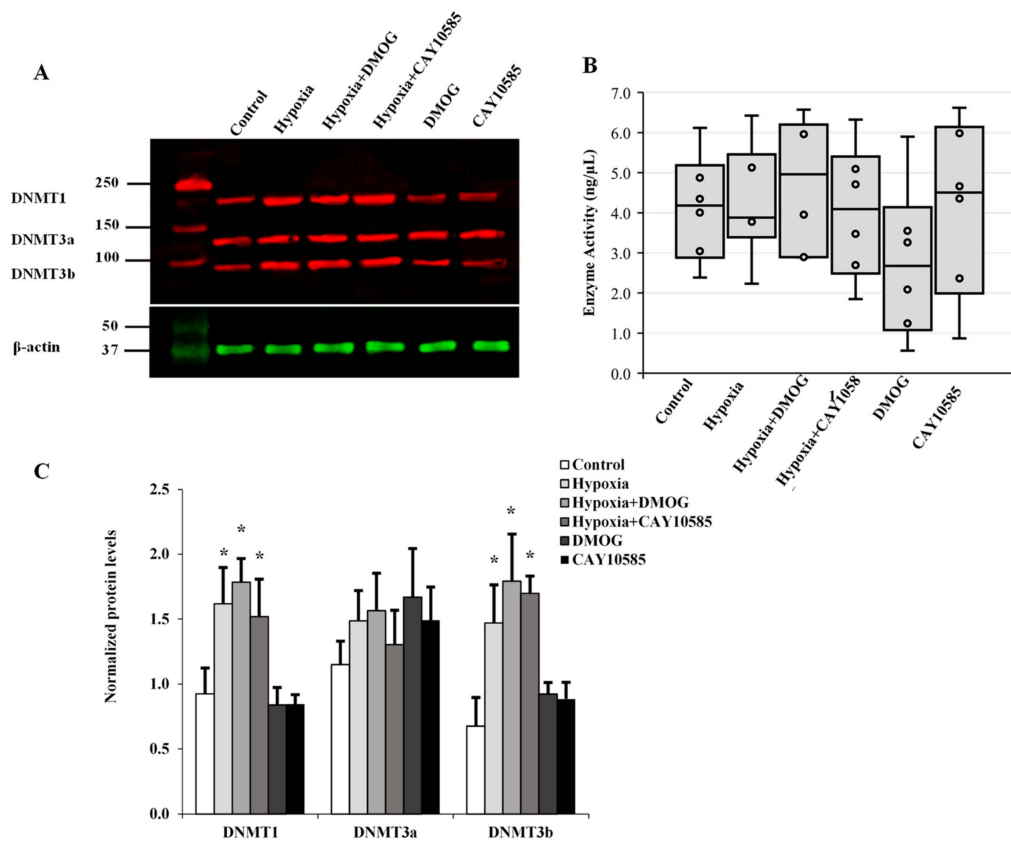 A
Control
Hypoxia
Hypoxia+DMOG
Hypoxia+CAY10585
DMOG
CAY10585
250
DNMT1
150
DNMT3a
100
DNMT3b
50
β-actin
37
B
Enzyme Activity (ng/µL)
7.0
6.0
5.0
4.0
3.0
2.0
1.0
0.0
Control
Hypoxia
Hypoxia+DMOG
Hypoxia+CAY1058
DMOG
CAY10585
C
Control
Hypoxia
Hypoxia+DMOG
Hypoxia+CAY10585
DMOG
CAY10585
Normalized protein levels
2.5
2.0
1.5
1.0
0.5
0.0
* * *
* * *
DNMT1
DNMT3a
DNMT3b